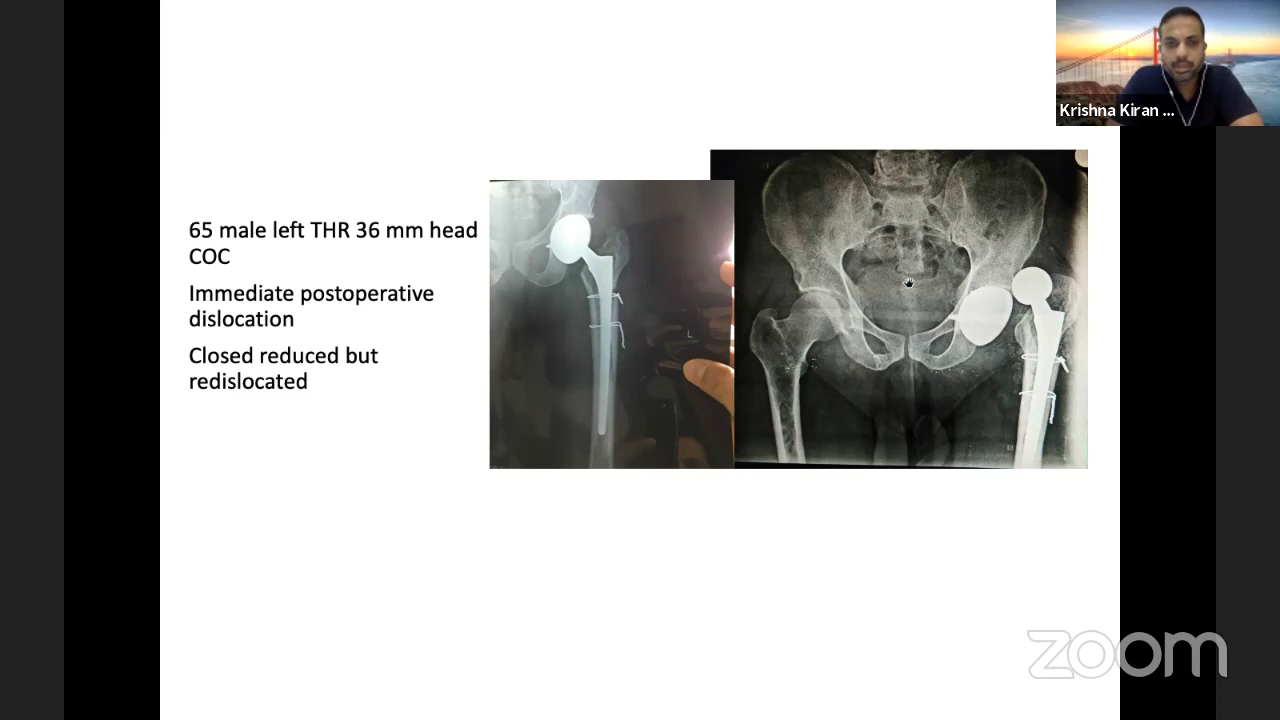 Krishna Kiran ...
65 male left THR 36 mm head
COC
Immediate postoperative
dislocation
Closed reduced but
redislocated
L
zoom